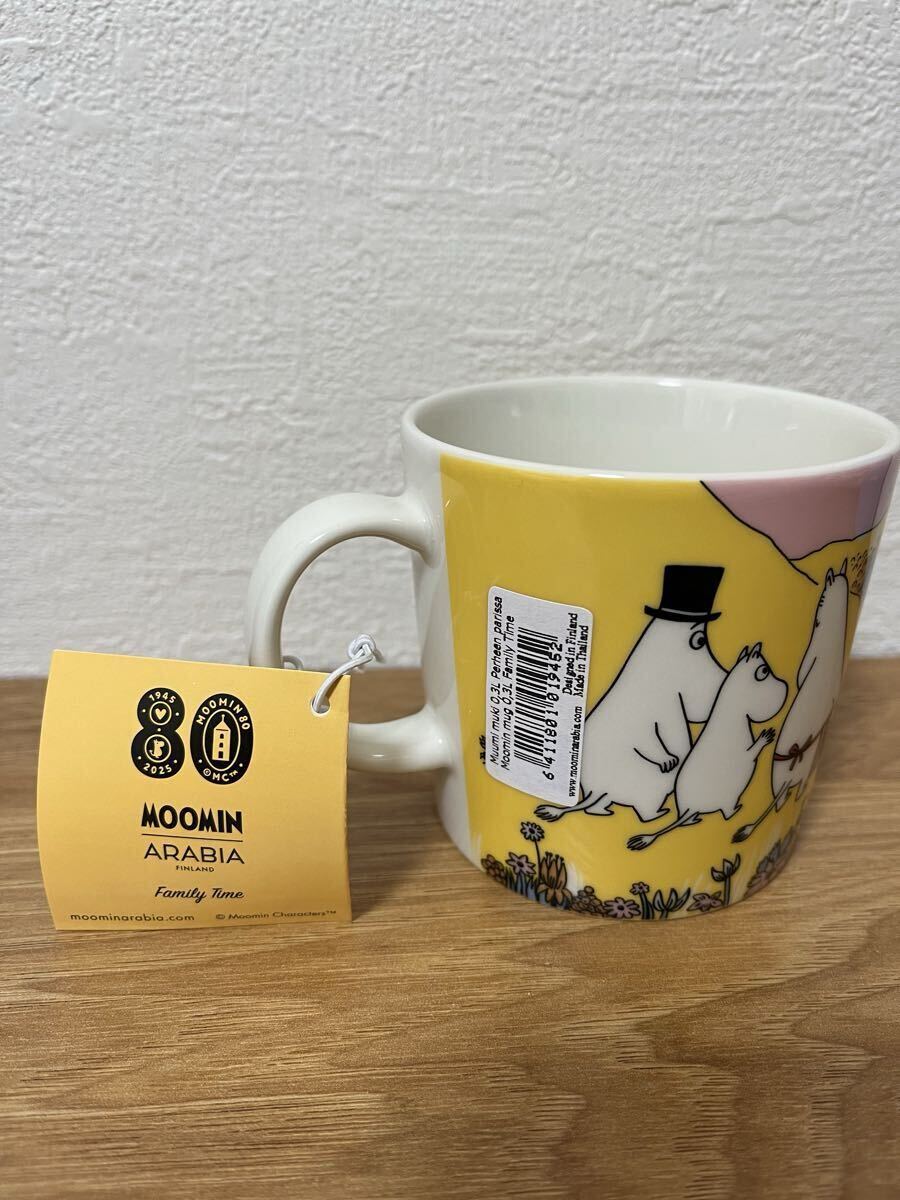 1945
80
2025
MOOMIN 80
©MC™
MOOMIN
ARABIA
FINLAND
Family Time
moominarabia.com © Moomin Characters™
Muumi muki 0,3L Perheen parissa
Moomin mug 0,3L Family Time
6 411801 019452
Designed in Finland
www.moominarabia.com Made in Thailand